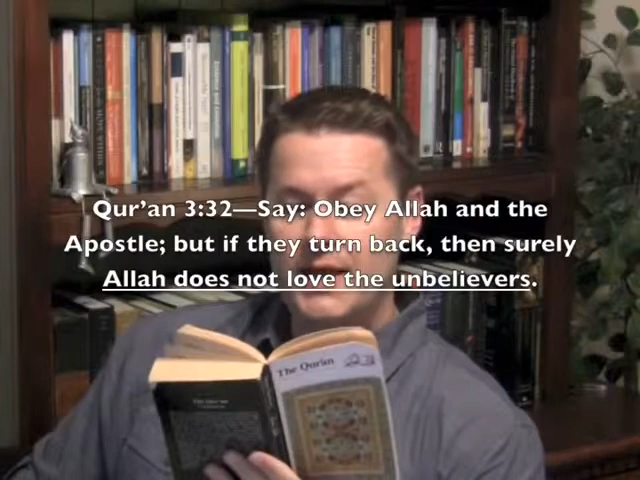 Qur’an 3:32—Say: Obey Allah and the
Apostle; but if they turn back, then surely
Allah does not love the unbelievers.
The Qur'an